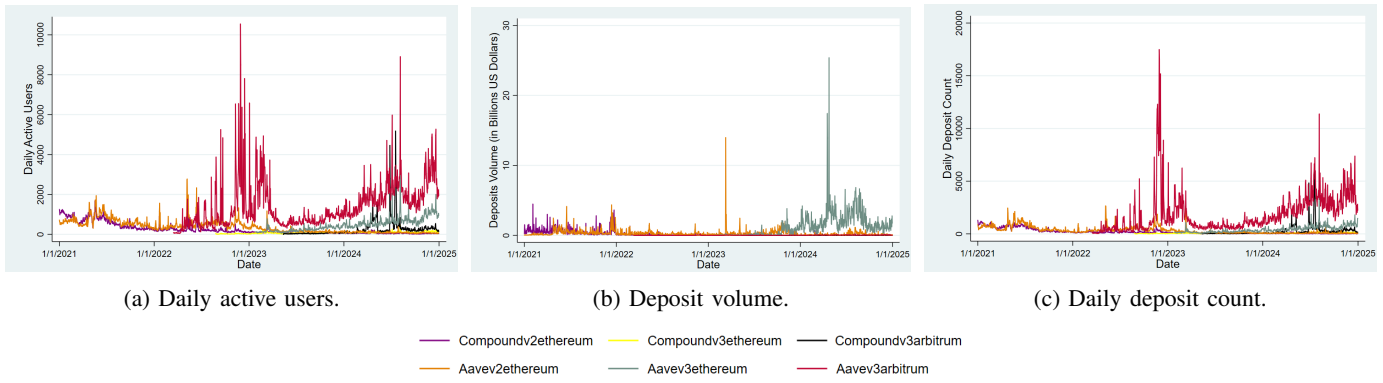 Daily Active Users
10000
8000
6000
4000
2000
0
1/1/2021 1/1/2022 1/1/2023 1/1/2024 1/1/2025
Date
(a) Daily active users.
Deposits Volume (in Billions US Dollars)
30
20
10
0
1/1/2021 1/1/2022 1/1/2023 1/1/2024 1/1/2025
Date
(b) Deposit volume.
Daily Deposit Count
20000
15000
10000
5000
0
1/1/2021 1/1/2022 1/1/2023 1/1/2024 1/1/2025
Date
(c) Daily deposit count.
Compoundv2ethereum Compoundv3ethereum Compoundv3arbitrum
Aavev2ethereum Aavev3ethereum Aavev3arbitrum